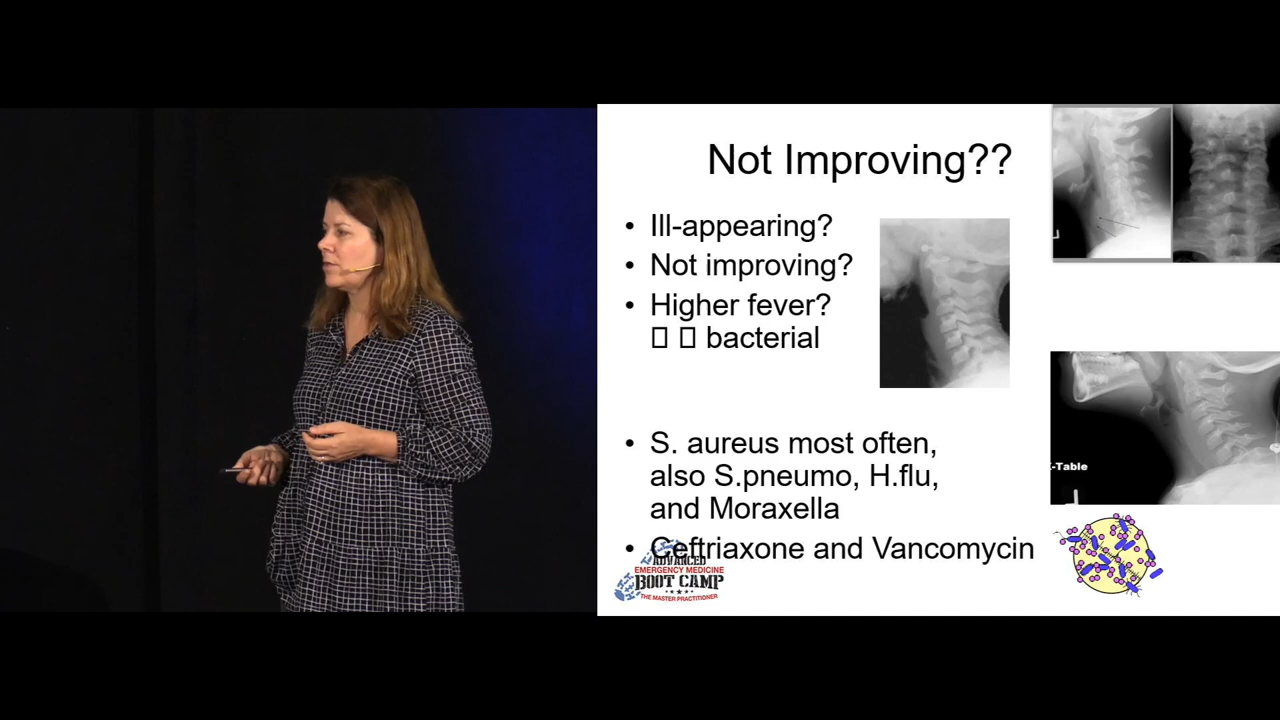 Not Improving??
• Ill-appearing?
• Not improving?
• Higher fever?
bacterial
• S. aureus most often,
also S.pneumo, H.flu,
and Moraxella
• Ceftriaxone and Vancomycin
ADVANCED
EMERGENCY MEDICINE
BOOT CAMP
THE MASTER PRACTITIONER
-Table